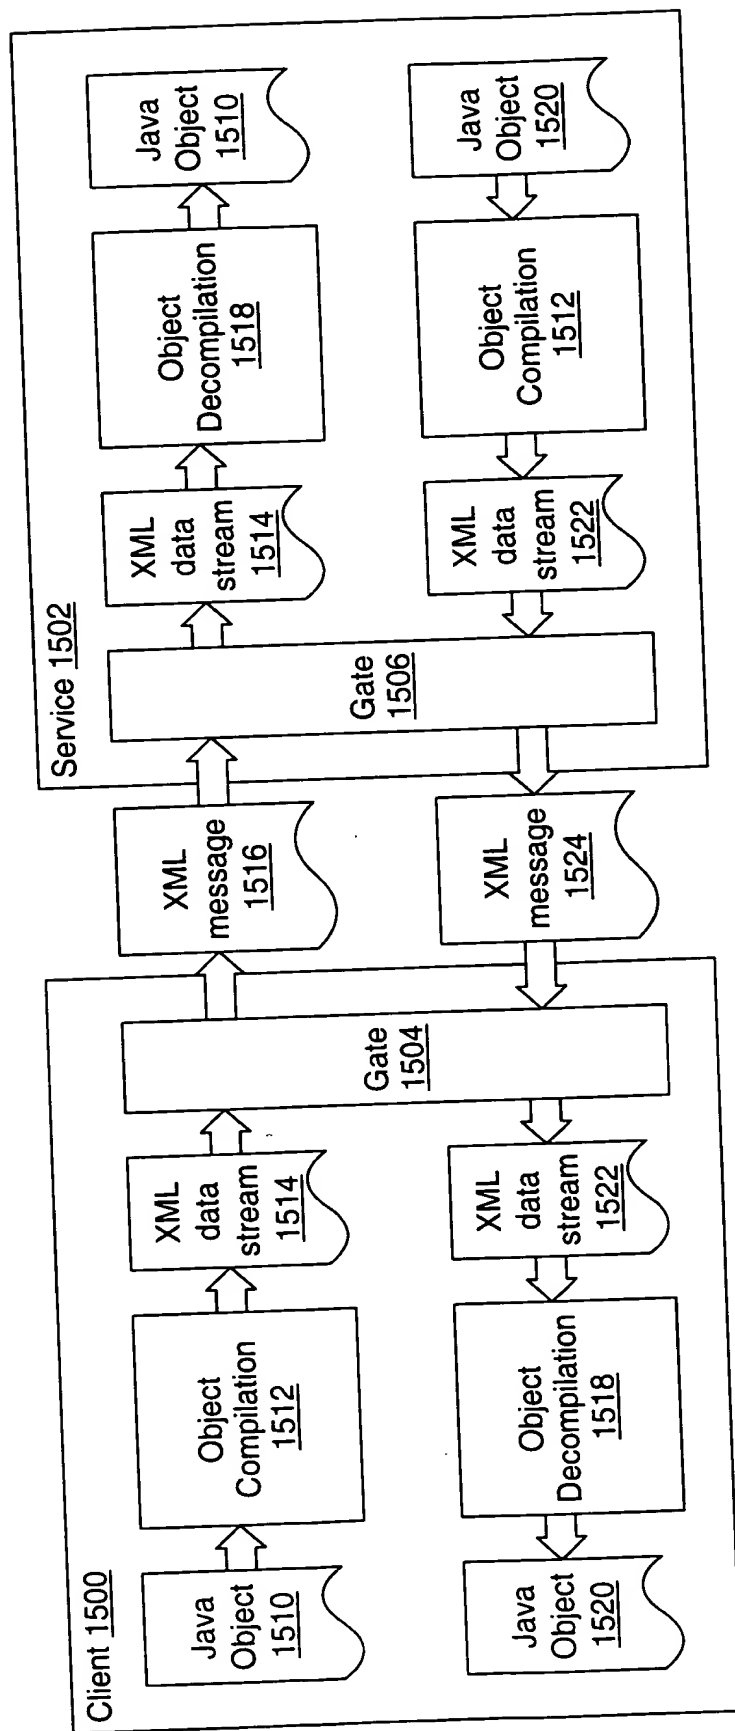 Client 1500
Java
Object
1510
Object
Compilation
1512
XML
data
stream
1514
Gate
1504
XML
message
1516
Service 1502
Gate
1506
XML
data
stream
1514
Object
Decompilation
1518
Java
Object
1510
Java
Object
1520
Object
Decompilation
1518
XML
data
stream
1522
XML
message
1524
XML
data
stream
1522
Object
Compilation
1512
Java
Object
1520